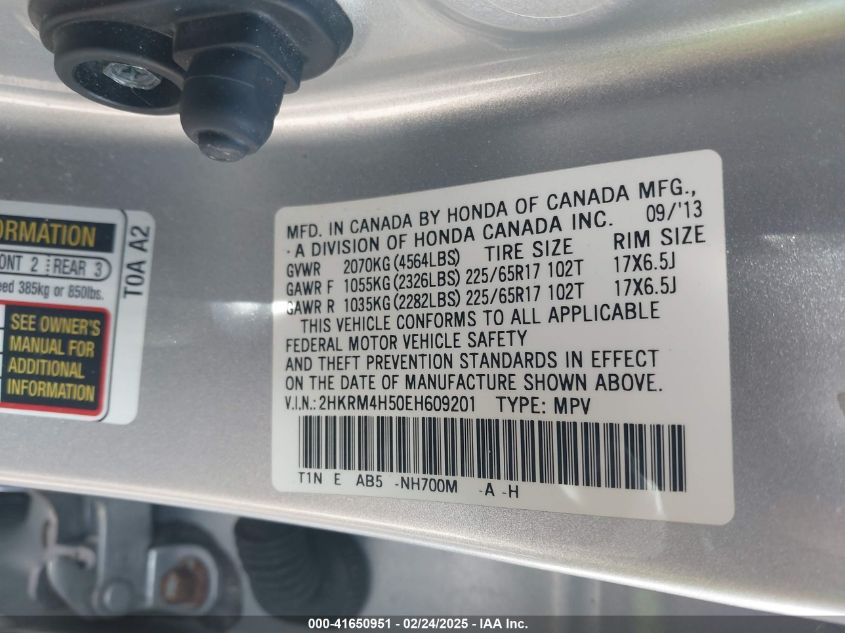 ORMATION
ONT 2 REAR 3
eed 385kg or 850lbs.
SEE OWNER'S
MANUAL FOR
ADDITIONAL
INFORMATION
T0A A2
MFD. IN CANADA BY HONDA OF CANADA MFG.,
-A DIVISION OF HONDA CANADA INC. 09/'13
GVWR 2070KG(4564LBS) TIRE SIZE RIM SIZE
GAWR F 1055KG(2326LBS) 225/65R17 102T 17X6.5J
GAWR R 1035KG(2282LBS) 225/65R17 102T 17X6.5J
THIS VEHICLE CONFORMS TO ALL APPLICABLE
FEDERAL MOTOR VEHICLE SAFETY
AND THEFT PREVENTION STANDARDS IN EFFECT
ON THE DATE OF MANUFACTURE SHOWN ABOVE.
V.I.N.:2HKRM4H50EH609201 TYPE: MPV
T1N E AB5 -NH700M -A -H
000-41650951 - 02/24/2025 - IAA Inc.